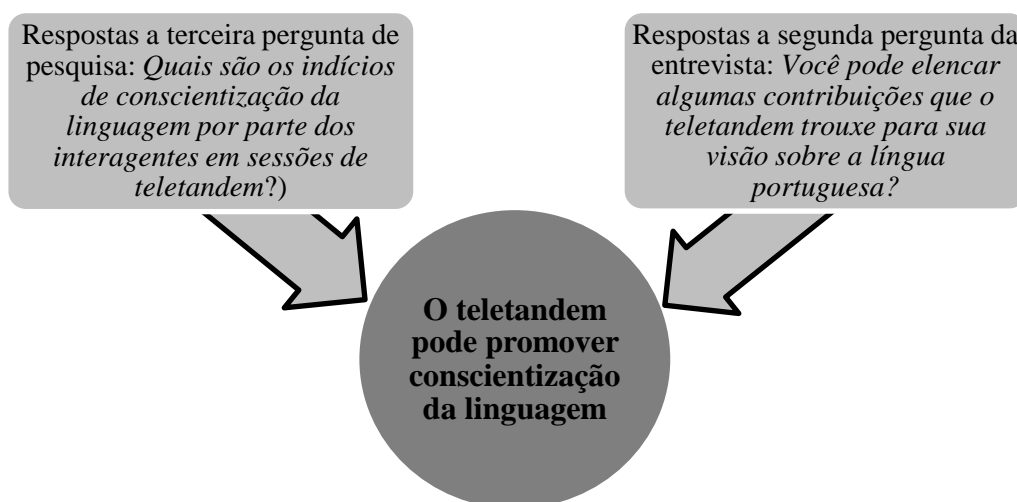 Respostas a terceira pergunta de
pesquisa: Quais são os indícios
de conscientização da
linguagem por parte dos
interagentes em sessões de
teletandem?)
Respostas a segunda pergunta da
entrevista: Você pode elencar
algumas contribuições que o
teletandem trouxe para sua
visão sobre a língua
portuguesa?
O teletandem
pode promover
conscientização
da linguagem